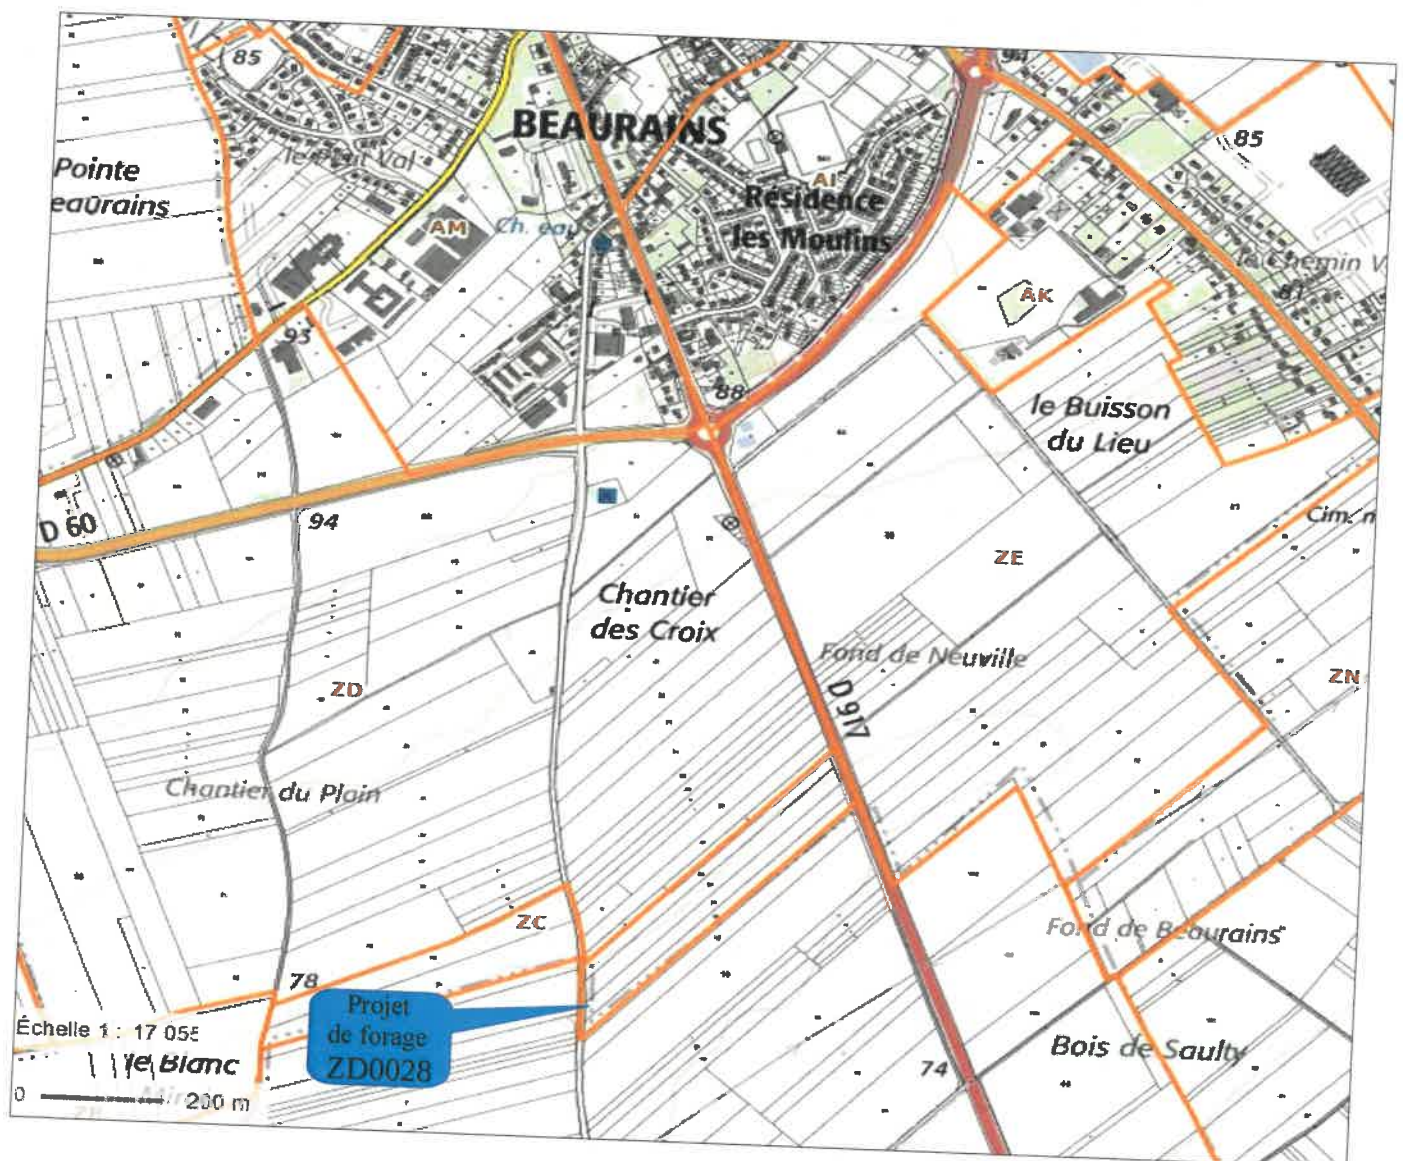 85
BEAURAINS
85
Pointe
eaurains
le Petit Val
AI
Résidence
les Moulins
AM
Ch. eau
le Chemin V
81
AK
93
88
le Buisson
du Lieu
D 60
94
Cim. m
ZE
Chantier
des Croix
Fond de Neuville
ZN
ZD
D 917
Chantier du Plain
ZC
Fond de Beaurains
78
Projet
de forage
ZD0028
Échelle 1 : 17 055
le Blanc
Bois de Saulty
74
0 200 m